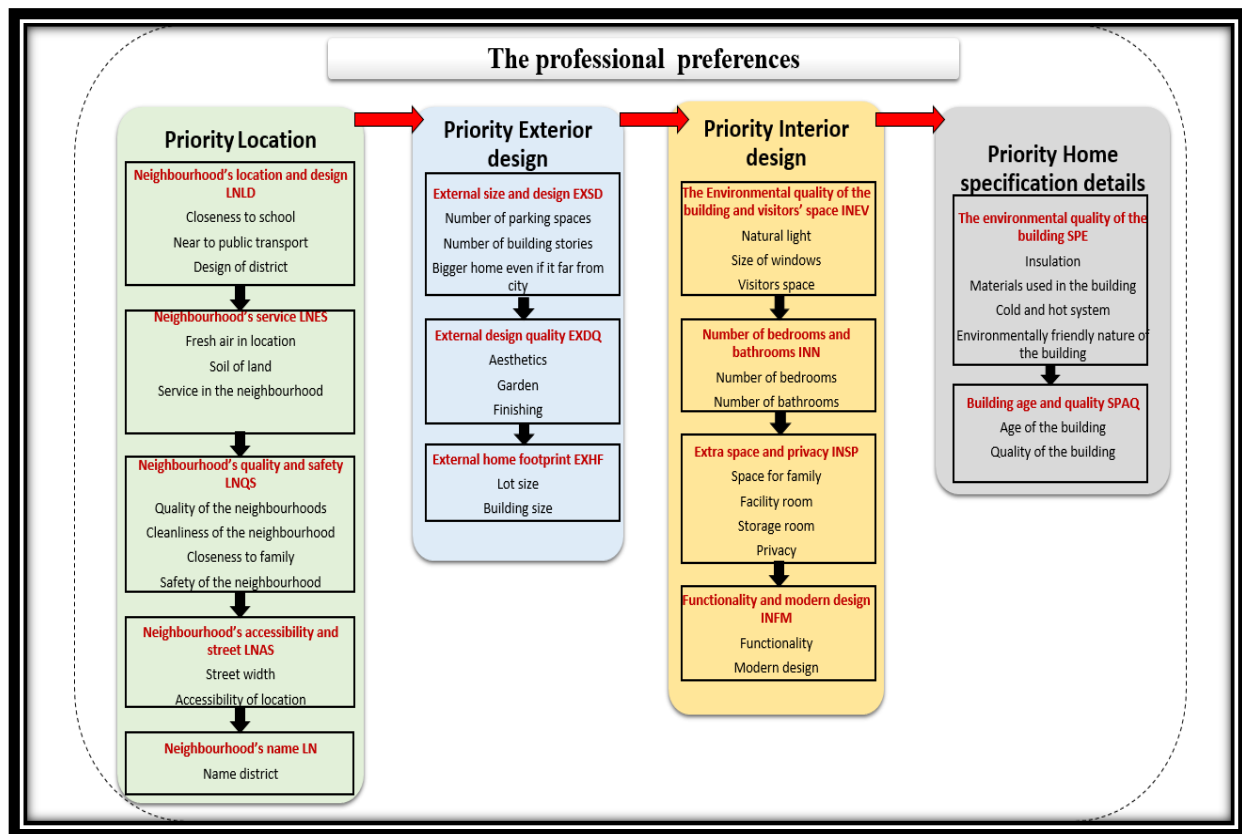 The professional preferences
Priority Location
Neighbourhood's location and design
LNLD
Closeness to school
Near to public transport
Design of district
Neighbourhood's service LNES
Fresh air in location
Soil of land
Service in the neighbourhood
Neighbourhood's quality and safety
LNQS
Quality of the neighbourhoods
Cleanliness of the neighbourhood
Closeness to family
Safety of the neighbourhood
Neighbourhood's accessibility and
street LNAS
Street width
Accessibility of location
Neighbourhood's name LN
Name district
Priority Exterior
design
External size and design EXSD
Number of parking spaces
Number of building stories
Bigger home even if it far from
city
External design quality EXDQ
Aesthetics
Garden
Finishing
External home footprint EXHF
Lot size
Building size
Priority Interior
design
The Environmental quality of the
building and visitors' space INEV
Natural light
Size of windows
Visitors space
Number of bedrooms and
bathrooms INN
Number of bedrooms
Number of bathrooms
Extra space and privacy INSP
Space for family
Facility room
Storage room
Privacy
Functionality and modern design
INFM
Functionality
Modern design
Priority Home
specification details
The environmental quality of the
building SPE
Insulation
Materials used in the building
Cold and hot system
Environmentally friendly nature of
the building
Building age and quality SPAQ
Age of the building
Quality of the building